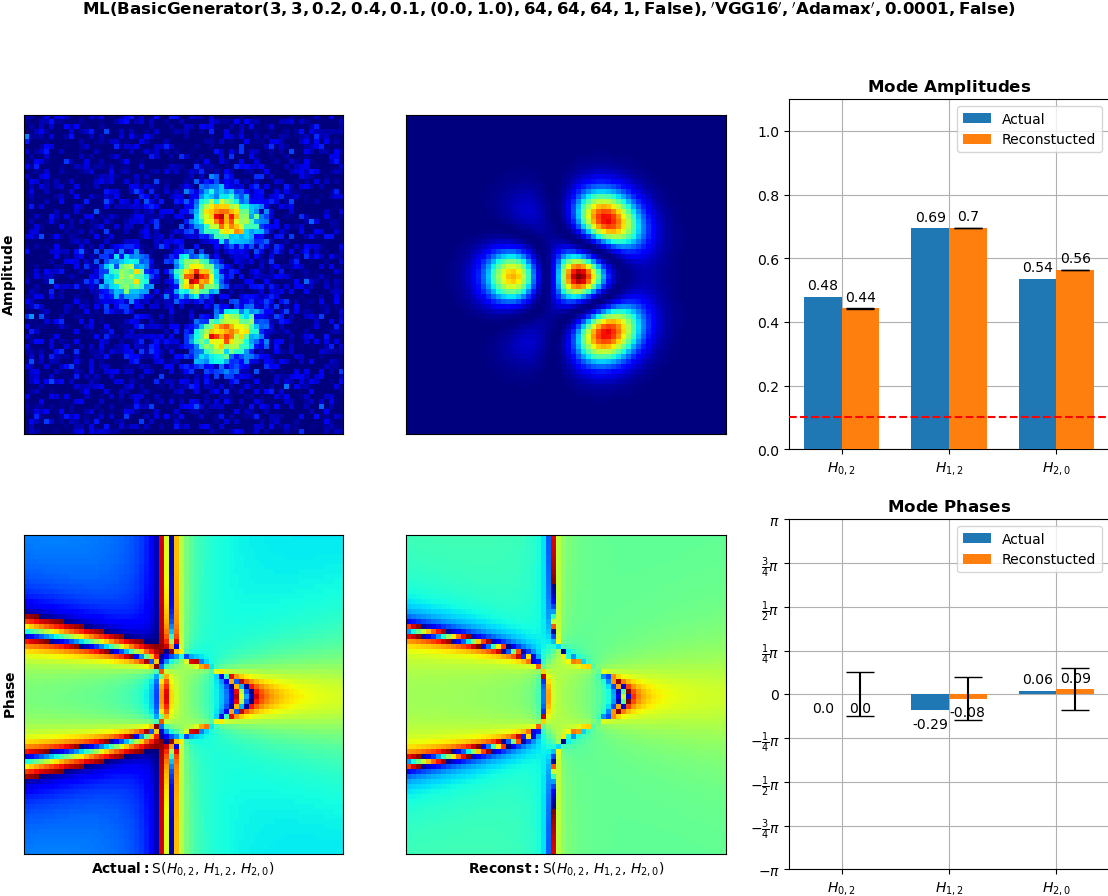 ML(BasicGenerator(3, 3, 0.2, 0.4, 0.1, (0.0, 1.0), 64, 64, 64, 1, False), ′VGG16′, ′Adamax′, 0.0001, False)
Amplitude
Mode Amplitudes
Actual
Reconstucted
1.0
0.8
0.6
0.4
0.2
0.0
0.48
0.44
0.69
0.7
0.54
0.56
H0, 2
H1, 2
H2, 0
Phase
Actual: S(H0, 2, H1, 2, H2, 0)
Reconst: S(H0, 2, H1, 2, H2, 0)
Mode Phases
Actual
Reconstucted
π
3/4π
1/2π
1/4π
0
−1/4π
−1/2π
−3/4π
−π
0.0
0.0
-0.29
-0.08
0.06
0.09
H0, 2
H1, 2
H2, 0